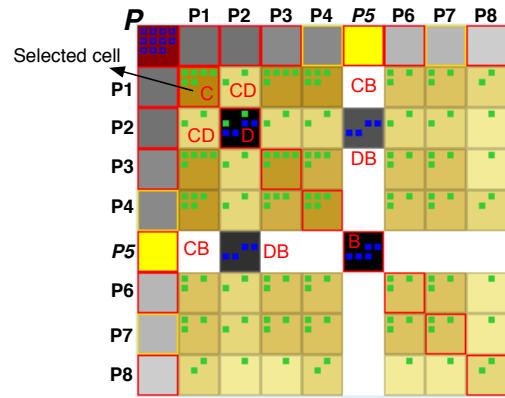 P P1 P2 P3 P4 P5 P6 P7 P8
Selected cell
P1 C CD CB
P2 CD D
P3 DB
P4
P5 CB DB B
P6
P7
P8